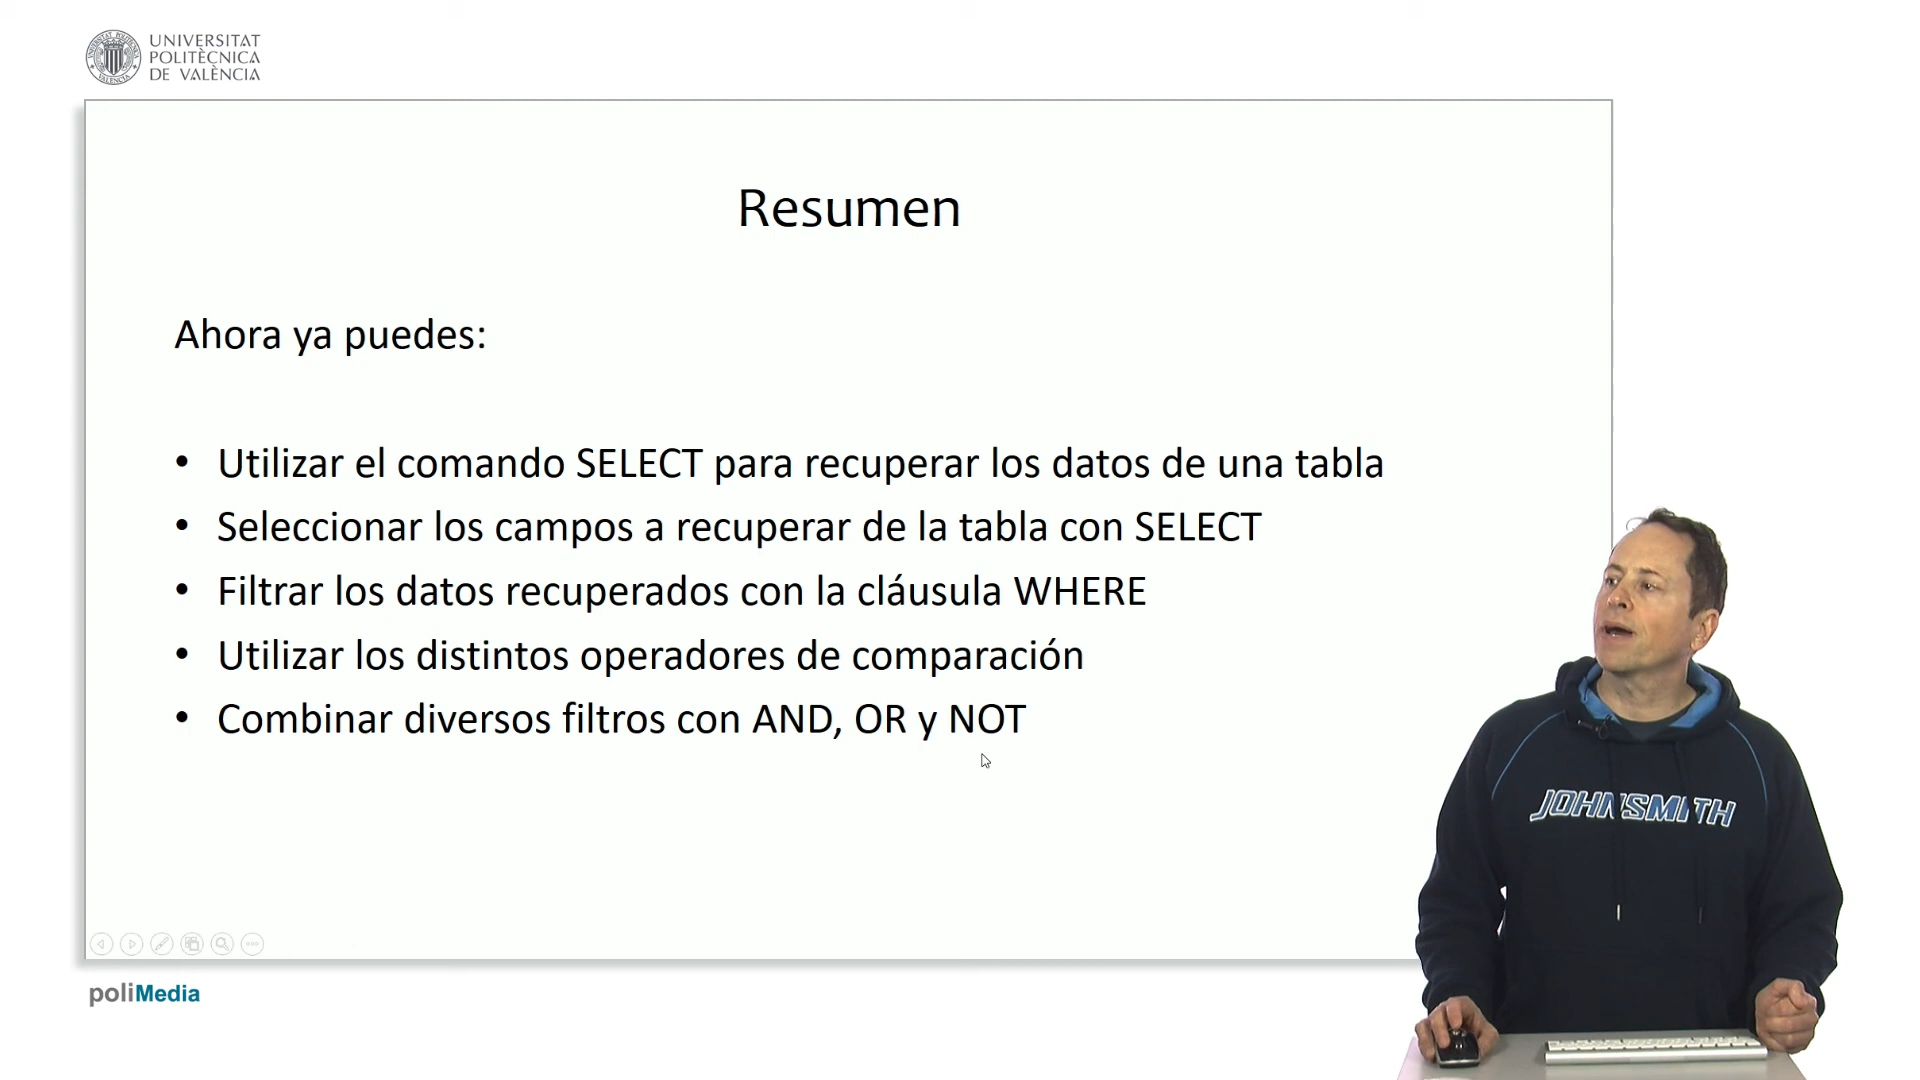 UNIVERSITAT
POLITÈCNICA
DE VALÈNCIA
Resumen
Ahora ya puedes:
• Utilizar el comando SELECT para recuperar los datos de una tabla
• Seleccionar los campos a recuperar de la tabla con SELECT
• Filtrar los datos recuperados con la cláusula WHERE
• Utilizar los distintos operadores de comparación
• Combinar diversos filtros con AND, OR y NOT
JOHNSMITH
poliMedia